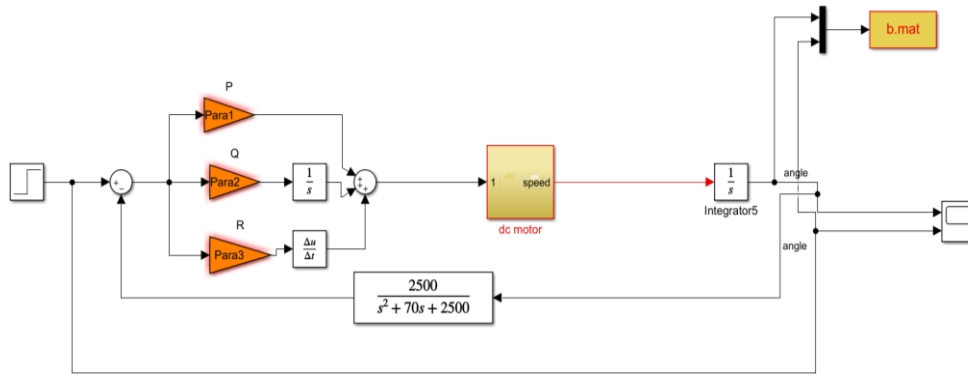 b.mat
P
Para1
Q
Para2
1
s
R
Para3
Δu
Δt
+
−
+
+
+
1
speed
dc motor
1
s
Integrator5
angle
angle
2500
s² + 70s + 2500